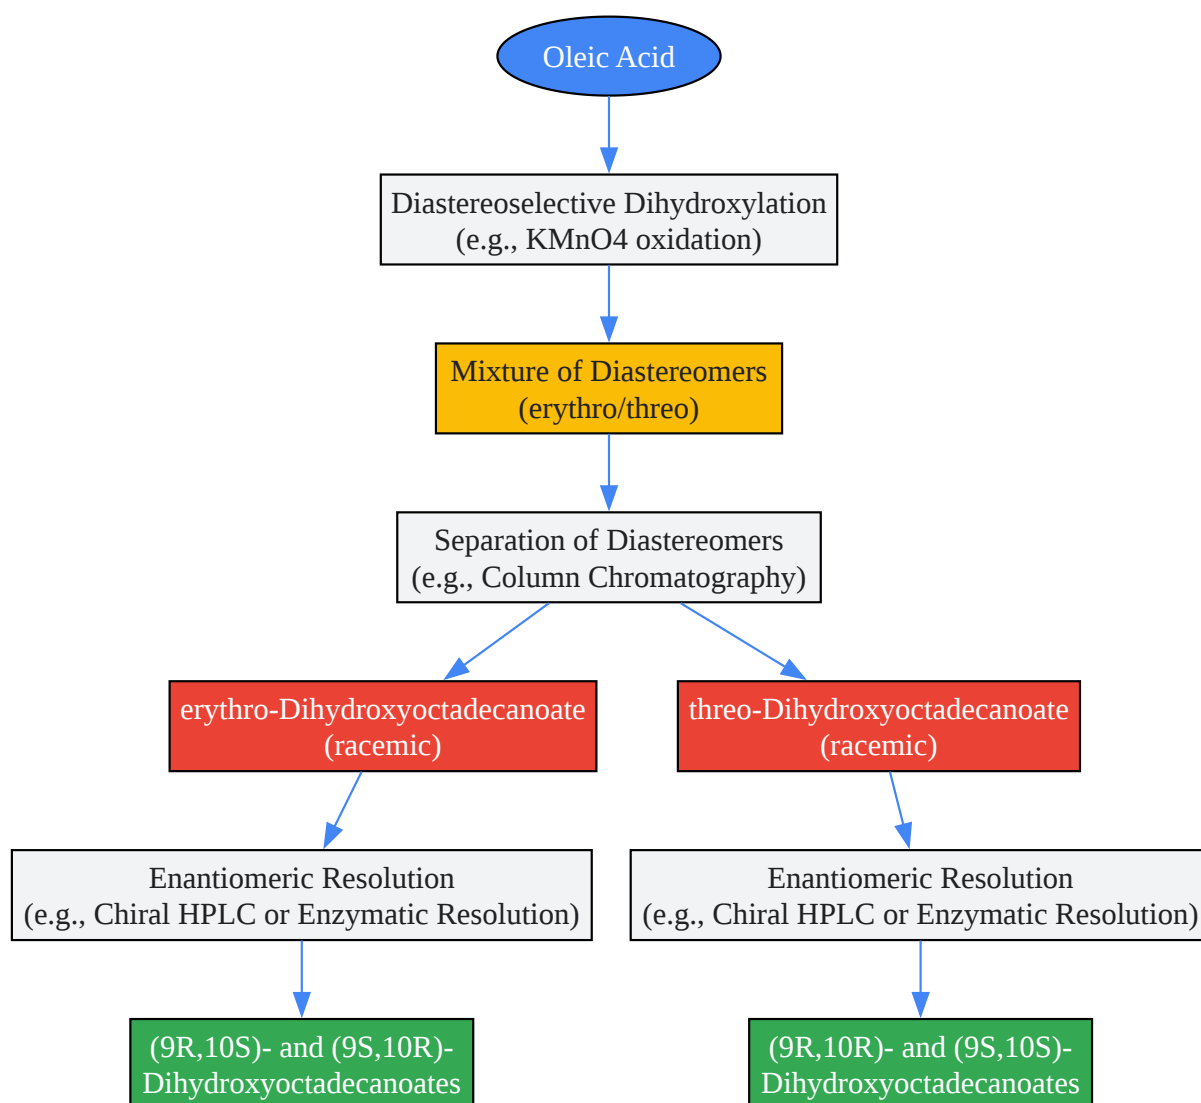 Oleic Acid
Diastereoselective Dihydroxylation
(e.g., KMnO4 oxidation)
Mixture of Diastereomers
(erythro/threo)
Separation of Diastereomers
(e.g., Column Chromatography)
erythro-Dihydroxyoctadecanoate
(racemic)
threo-Dihydroxyoctadecanoate
(racemic)
Enantiomeric Resolution
(e.g., Chiral HPLC or Enzymatic Resolution)
Enantiomeric Resolution
(e.g., Chiral HPLC or Enzymatic Resolution)
(9R,10S)- and (9S,10R)-
Dihydroxyoctadecanoates
(9R,10R)- and (9S,10S)-
Dihydroxyoctadecanoates